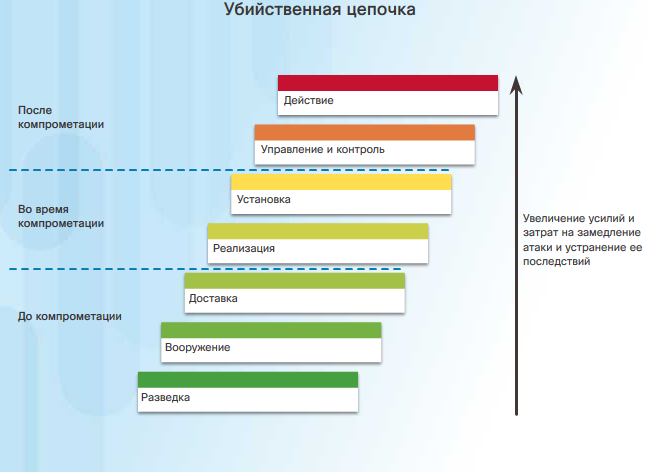 Убийственная цепочка
После
компрометации
Действие
Управление и контроль
Во время
компрометации
Установка
Реализация
До компрометации
Доставка
Вооружение
Разведка
Увеличение усилий и
затрат на замедление
атаки и устранение ее
последствий